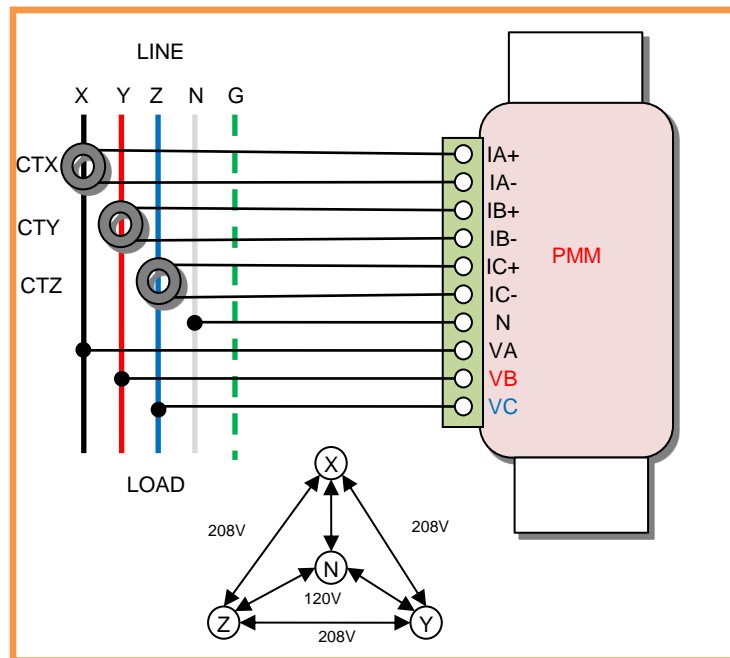 LINE
X Y Z N G
CTX
CTY
CTZ
IA+
IA-
IB+
IB-
IC+
IC-
N
VA
VB
VC
PMM
LOAD
X
208V
208V
N
120V
Z
Y
208V